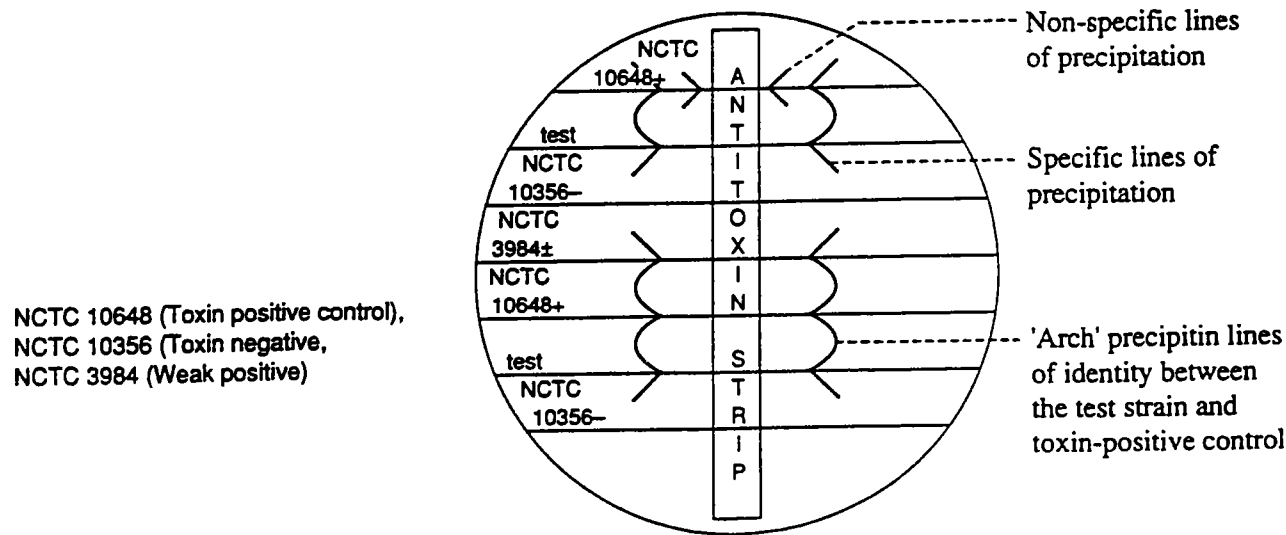 NCTC
10648+
test
NCTC
10356–
NCTC
3984±
NCTC
10648+
test
NCTC
10356–
ANTITOXIN STRIP
Non-specific lines
of precipitation
Specific lines of
precipitation
'Arch' precipitin lines
of identity between
the test strain and
toxin-positive control
NCTC 10648 (Toxin positive control),
NCTC 10356 (Toxin negative,
NCTC 3984 (Weak positive)